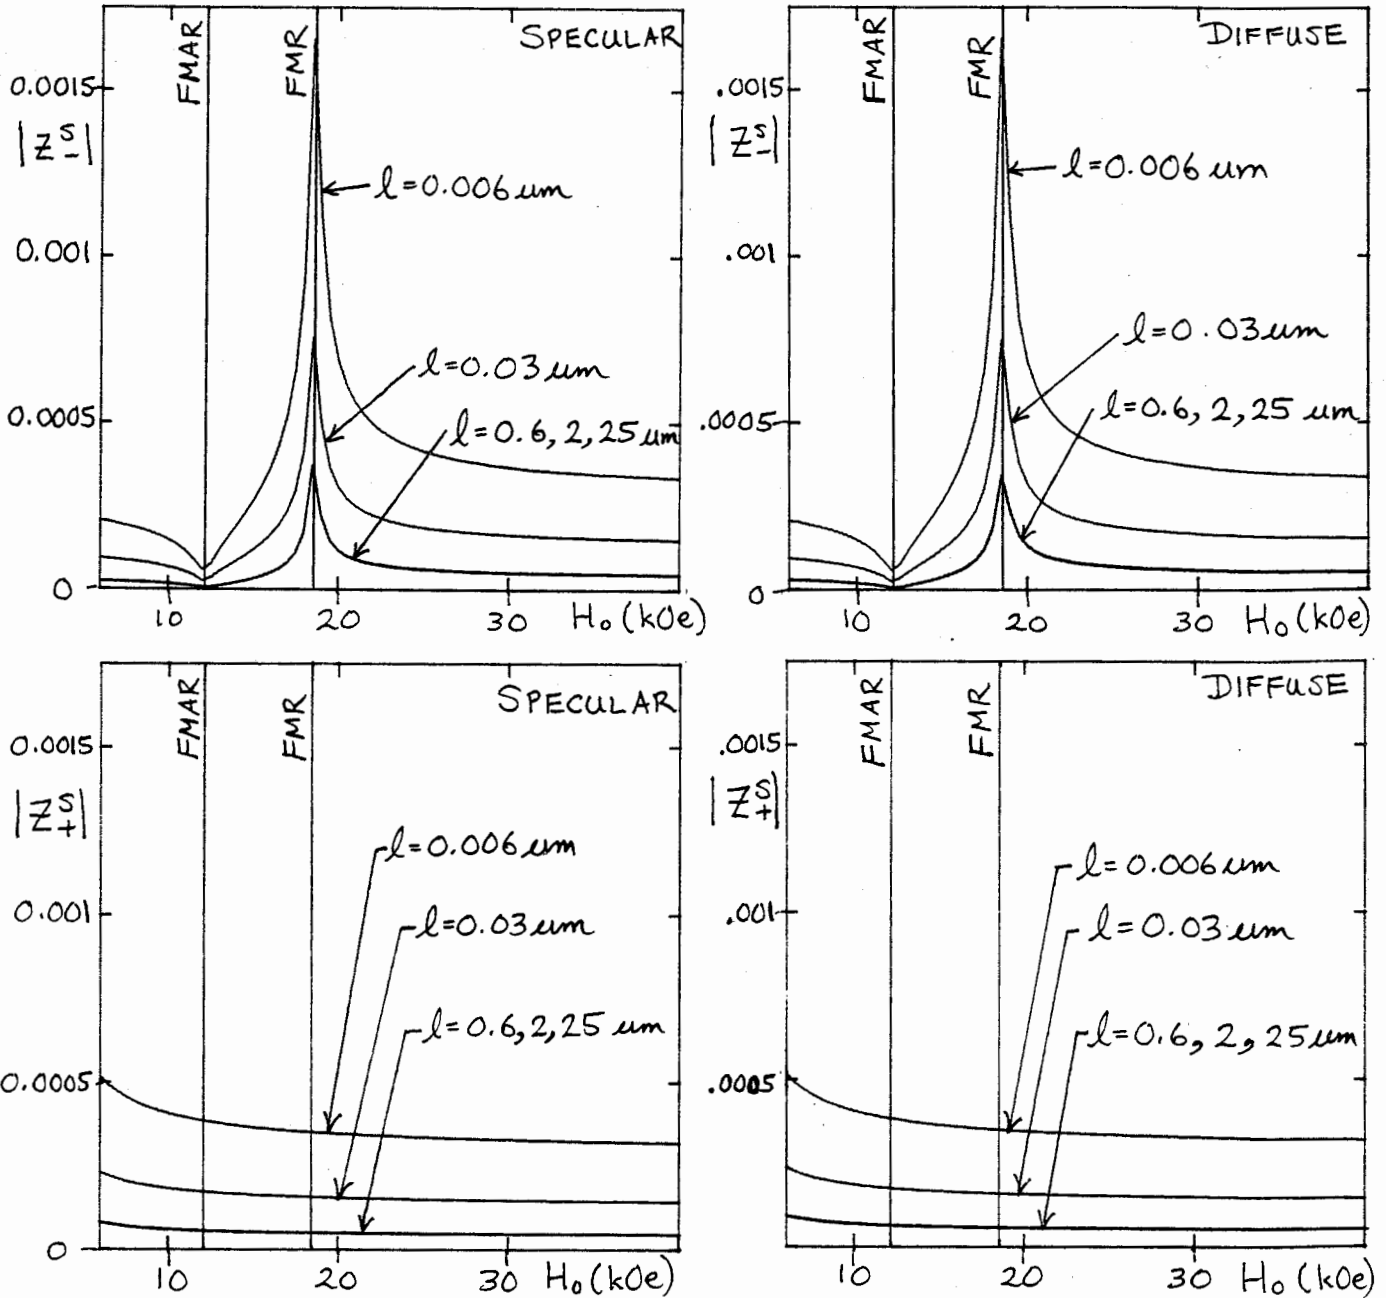 SPECULAR
FMAR
FMR
0.0015
|Z^S_-|
l=0.006 um
0.001
l=0.03 um
0.0005
l=0.6, 2, 25 um
0
10
20
30
H₀ (kOe)
DIFFUSE
FMAR
FMR
.0015
|Z^S_-|
l=0.006 um
.001
l=0.03 um
.0005
l=0.6, 2, 25 um
0
10
20
30
H₀ (kOe)
SPECULAR
FMAR
FMR
0.0015
|Z^S_+|
l=0.006 um
0.001
l=0.03 um
l=0.6, 2, 25 um
0.0005
0
10
20
30
H₀ (kOe)
DIFFUSE
FMAR
FMR
.0015
|Z^S_+|
l=0.006 um
.001
l=0.03 um
l=0.6, 2, 25 um
.0005
10
20
30
H₀ (kOe)